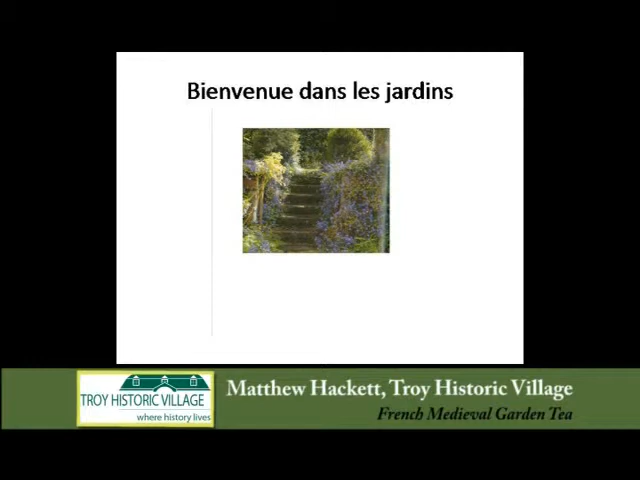 Bienvenue dans les jardins
TROY HISTORIC VILLAGE
where history lives
Matthew Hackett, Troy Historic Village
French Medieval Garden Tea